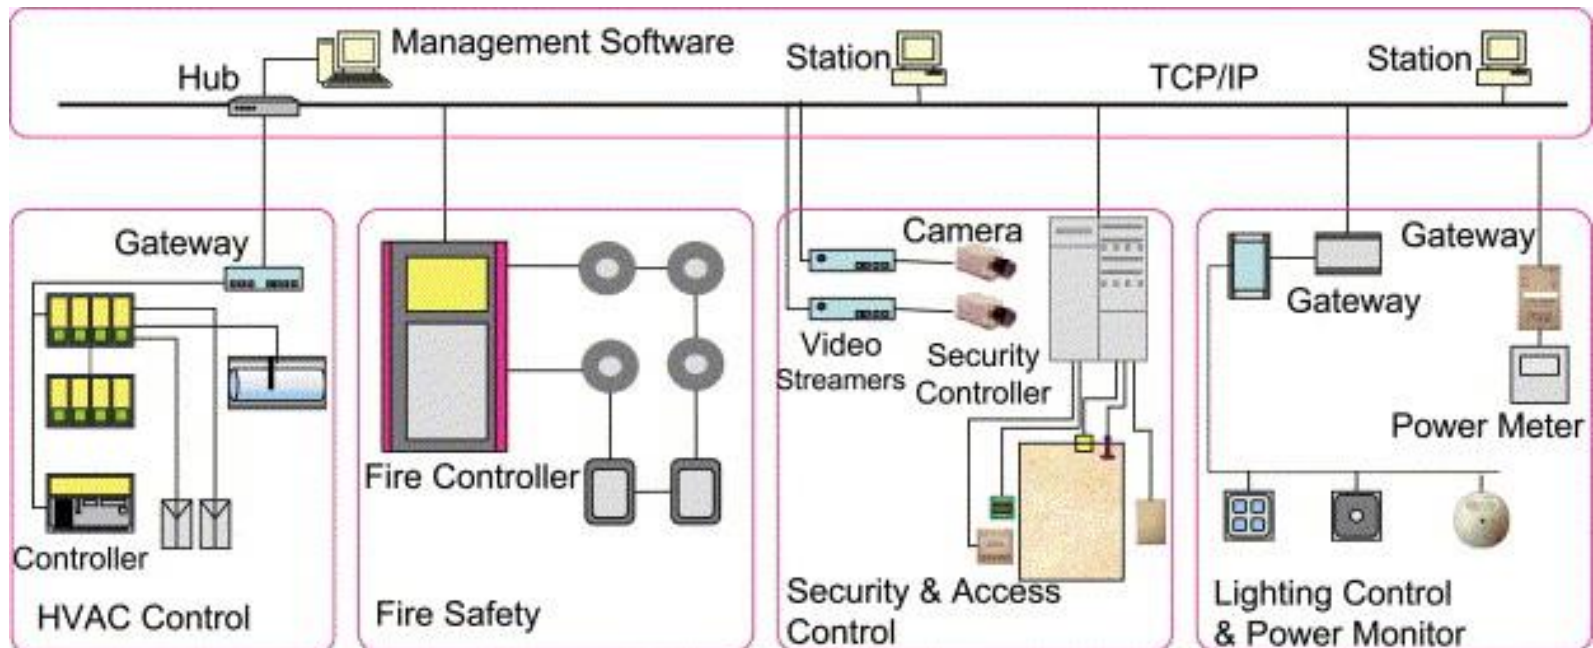 Management Software
Hub
Station
TCP/IP
Station
Gateway
Controller
HVAC Control
Fire Controller
Fire Safety
Camera
Video
Streamers
Security
Controller
Security & Access
Control
Gateway
Gateway
Power Meter
Lighting Control
& Power Monitor